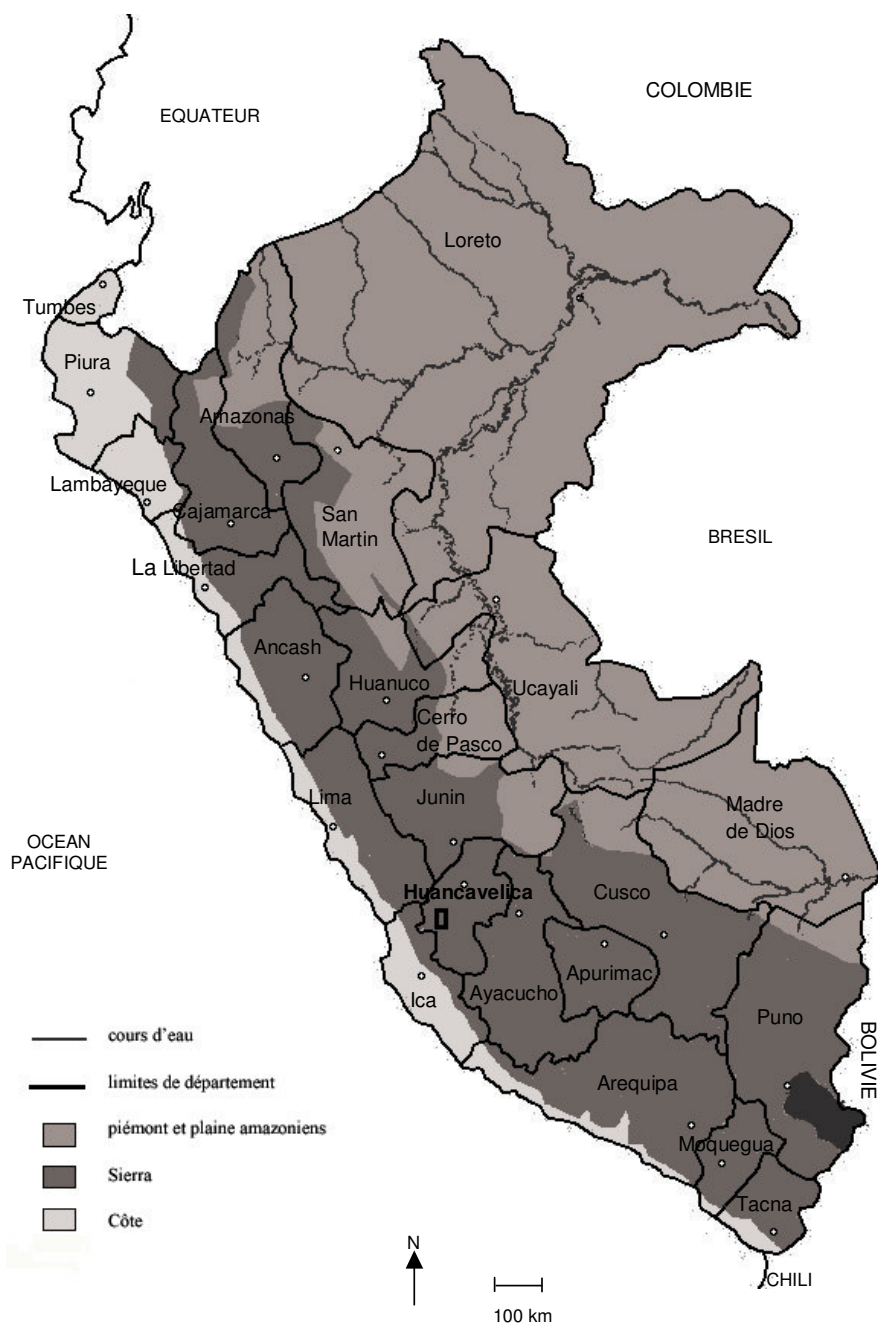 COLOMBIE
EQUATEUR
Loreto
Tumbes
Piura
Amazonas
Lambayeque
Cajamarca
San
Martin
BRESIL
La Libertad
Ancash
Huanuco
Ucayali
Cerro
de Pasco
Lima
Junin
Madre
de Dios
OCEAN
PACIFIQUE
Huancavelica
Cusco
Apurimac
Ica
Ayacucho
Puno
BOLIVIE
cours d'eau
limites de département
Arequipa
piémont et plaine amazoniens
Moquegua
Sierra
Tacna
Côte
N
CHILI
100 km